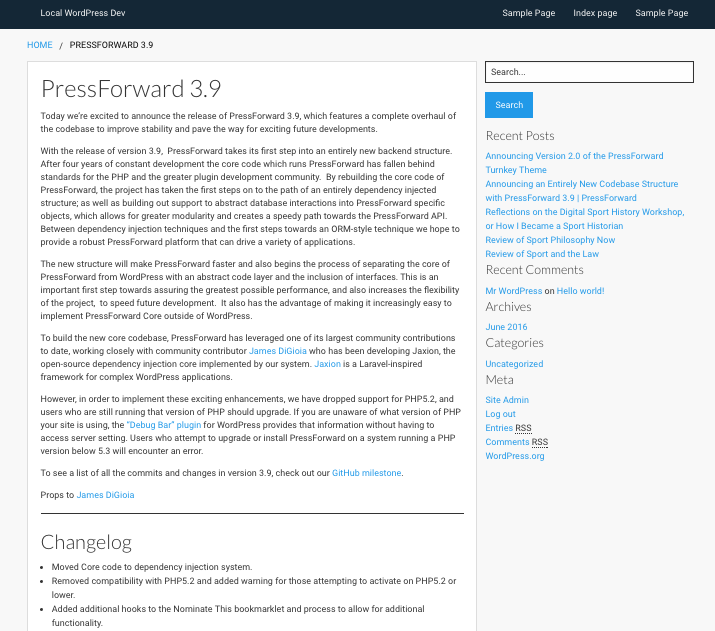 Local WordPress Dev
Sample Page Index page Sample Page
HOME / PRESSFORWARD 3.9
PressForward 3.9
Today we're excited to announce the release of PressForward 3.9, which features a complete overhaul of
the codebase to improve stability and pave the way for exciting future developments.
With the release of version 3.9,  PressForward takes its first step into an entirely new backend structure.
After four years of constant development the core code which runs PressForward has fallen behind
standards for the PHP and the greater plugin development community.  By rebuilding the core code of
PressForward, the project has taken the first steps on to the path of an entirely dependency injected
structure; as well as building out support to abstract database interactions into PressForward specific
objects, which allows for greater modularity and creates a speedy path towards the PressForward API.
Between dependency injection techniques and the first steps towards an ORM-style technique we hope to
provide a robust PressForward platform that can drive a variety of applications.
The new structure will make PressForward faster and also begins the process of separating the core of
PressForward from WordPress with an abstract code layer and the inclusion of interfaces. This is an
important first step towards assuring the greatest possible performance, and also increases the flexibility
of the project,  to speed future development.  It also has the advantage of making it increasingly easy to
implement PressForward Core outside of WordPress.
To build the new core codebase, PressForward has leveraged one of its largest community contributions
to date, working closely with community contributor James DiGioia who has been developing Jaxion, the
open-source dependency injection core implemented by our system. Jaxion is a Laravel-inspired
framework for complex WordPress applications.
However, in order to implement these exciting enhancements, we have dropped support for PHP5.2, and
users who are still running that version of PHP should upgrade. If you are unaware of what version of PHP
your site is using, the “Debug Bar” plugin for WordPress provides that information without having to
access server setting. Users who attempt to upgrade or install PressForward on a system running a PHP
version below 5.3 will encounter an error.
To see a list of all the commits and changes in version 3.9, check out our GitHub milestone.
Props to James DiGioia
Changelog
• Moved Core code to dependency injection system.
• Removed compatibility with PHP5.2 and added warning for those attempting to activate on PHP5.2 or
lower.
• Added additional hooks to the Nominate This bookmarklet and process to allow for additional
functionality.
Search...
Search
Recent Posts
Announcing Version 2.0 of the PressForward
Turnkey Theme
Announcing an Entirely New Codebase Structure
with PressForward 3.9 | PressForward
Reflections on the Digital Sport History Workshop,
or How I Became a Sport Historian
Review of Sport Philosophy Now
Review of Sport and the Law
Recent Comments
Mr WordPress on Hello world!
Archives
June 2016
Categories
Uncategorized
Meta
Site Admin
Log out
Entries RSS
Comments RSS
WordPress.org